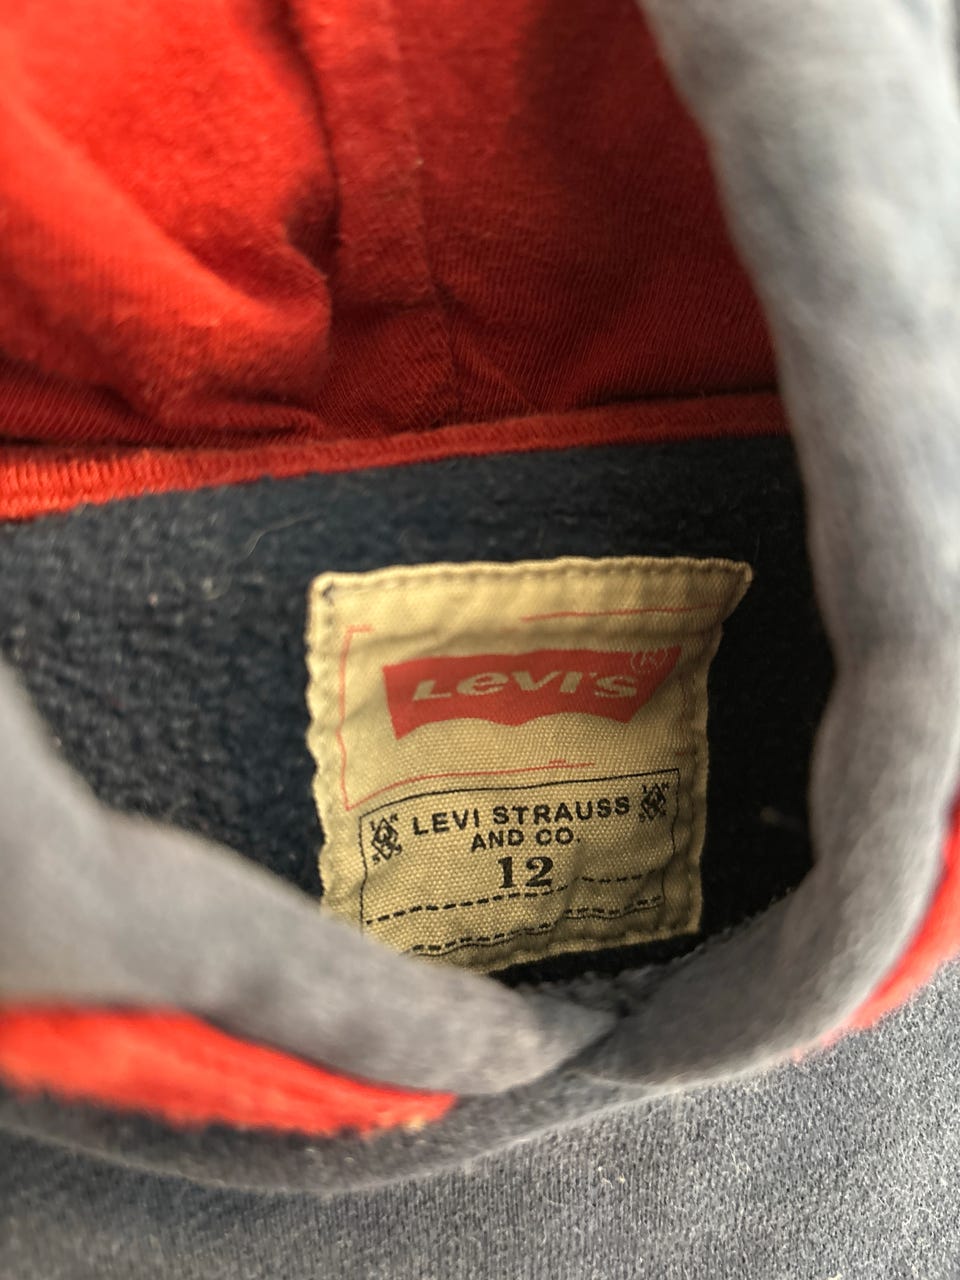 Levi's (R)
LEVI STRAUSS
AND CO.
12